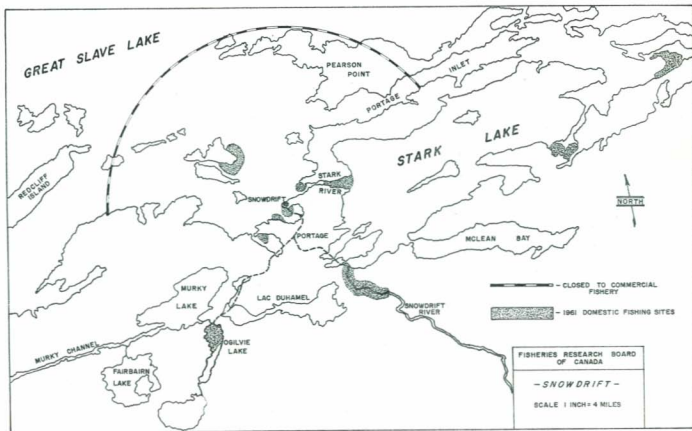 GREAT SLAVE LAKE
PEARSON
POINT
PORTAGE INLET
STARK LAKE
REDCLIFF
ISLAND
STARK
RIVER
SNOWDRIFT
NORTH
PORTAGE
MCLEAN BAY
MURKY
LAKE
LAC DUHAMEL
SNOWDRIFT
RIVER
- CLOSED TO COMMERCIAL
FISHERY
- 1961 DOMESTIC FISHING SITES
OGILVIE
LAKE
MURKY CHANNEL
FAIRBAIRN
LAKE
FISHERIES RESEARCH BOARD
OF CANADA
- SNOWDRIFT -
SCALE 1 INCH = 4 MILES